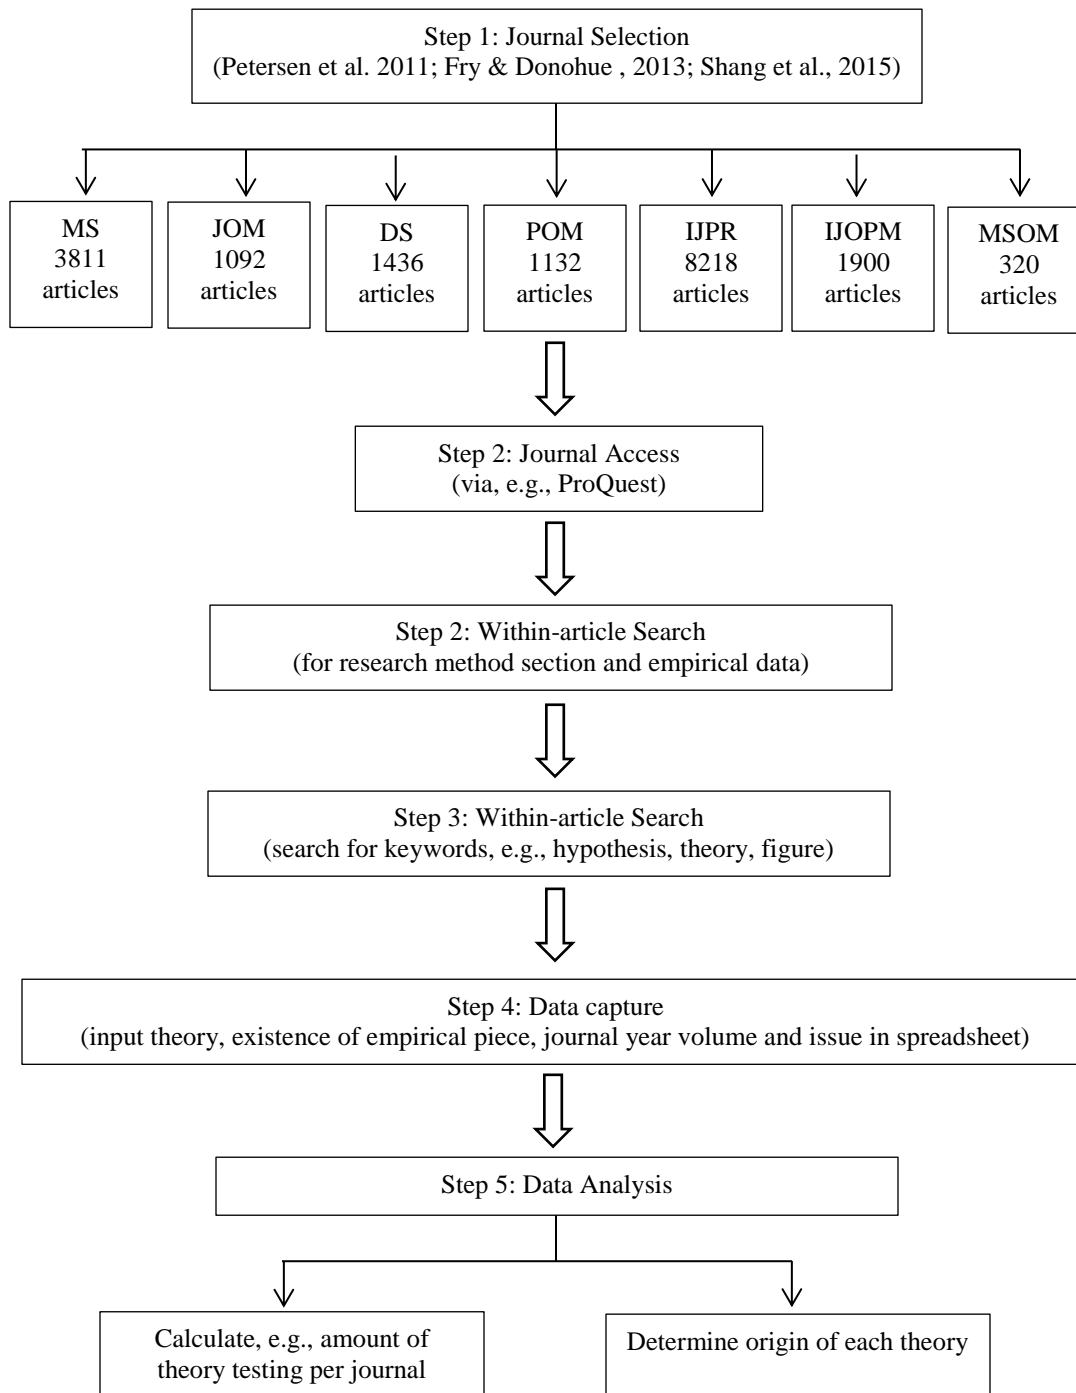 Step 1: Journal Selection
(Petersen et al. 2011; Fry & Donohue , 2013; Shang et al., 2015)
MS
3811
articles
JOM
1092
articles
DS
1436
articles
POM
1132
articles
IJPR
8218
articles
IJOPM
1900
articles
MSOM
320
articles
Step 2: Journal Access
(via, e.g., ProQuest)
Step 2: Within-article Search
(for research method section and empirical data)
Step 3: Within-article Search
(search for keywords, e.g., hypothesis, theory, figure)
Step 4: Data capture
(input theory, existence of empirical piece, journal year volume and issue in spreadsheet)
Step 5: Data Analysis
Calculate, e.g., amount of
theory testing per journal
Determine origin of each theory